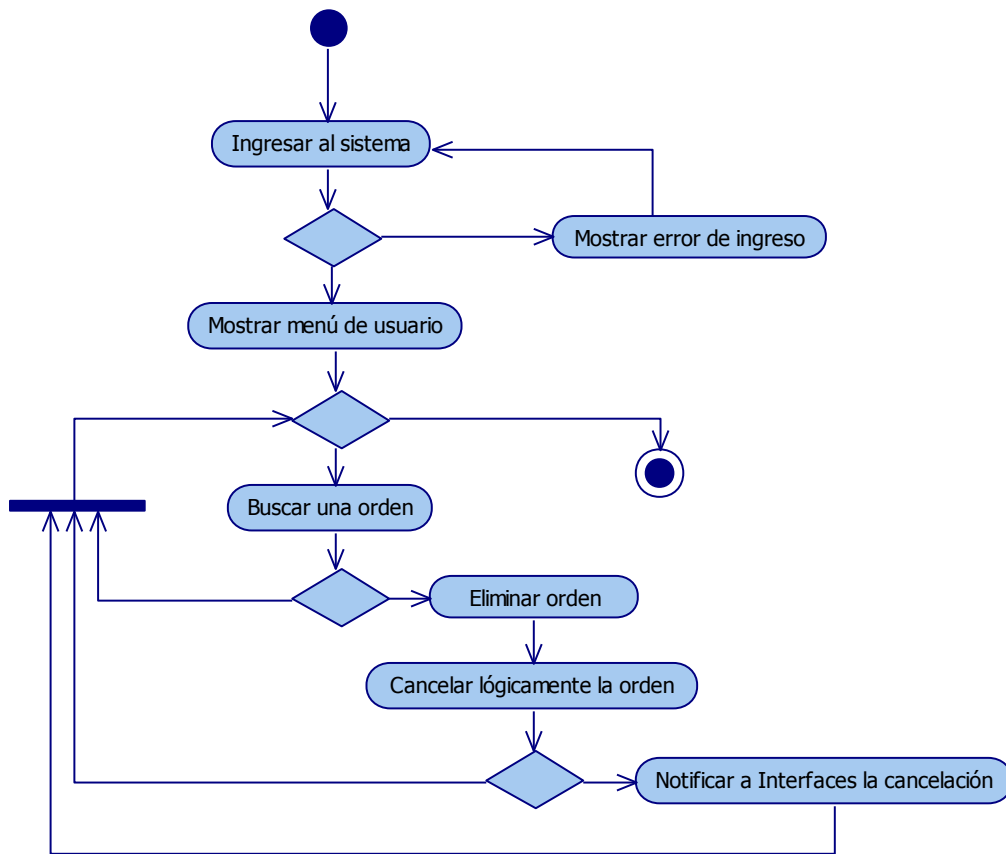 Ingresar al sistema
Mostrar error de ingreso
Mostrar menú de usuario
Buscar una orden
Eliminar orden
Cancelar lógicamente la orden
Notificar a Interfaces la cancelación